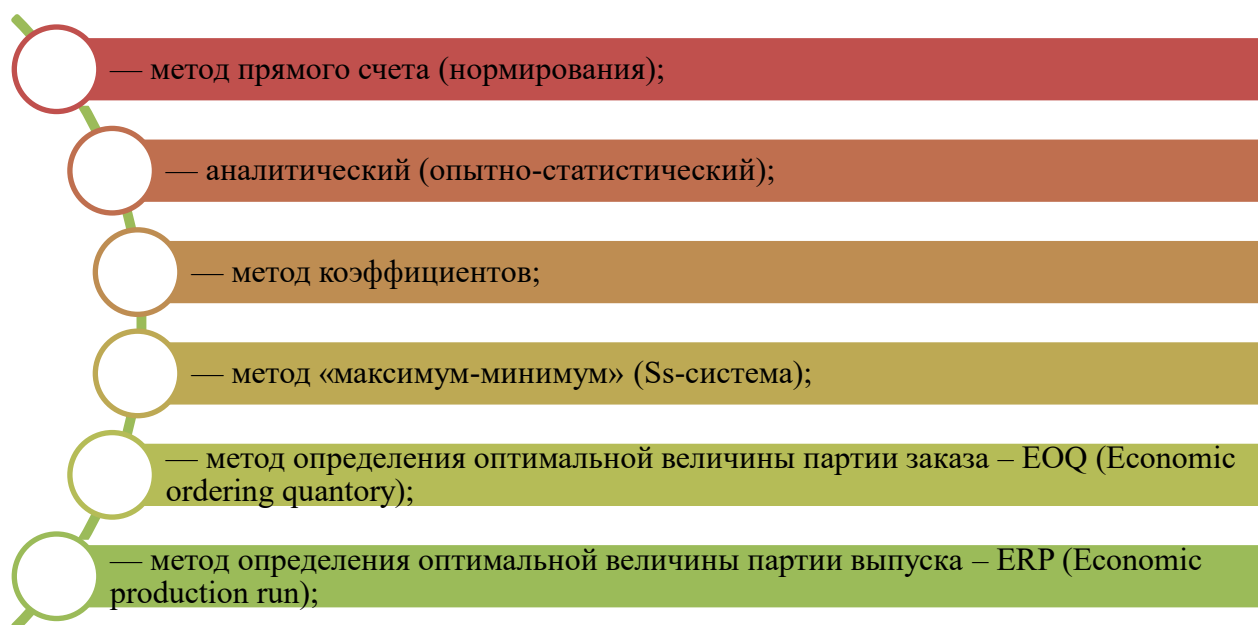 — метод прямого счета (нормирования);
— аналитический (опытно-статистический);
— метод коэффициентов;
— метод «максимум-минимум» (Ss-система);
— метод определения оптимальной величины партии заказа – EOQ (Economic
ordering quantory);
— метод определения оптимальной величины партии выпуска – ERP (Economic
production run);